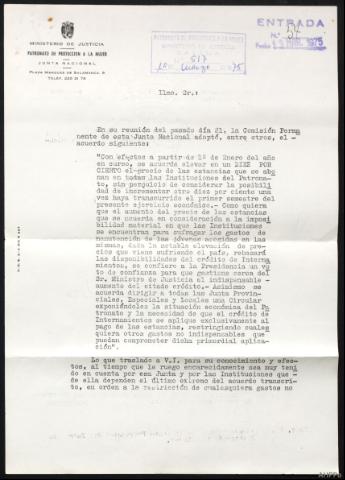 MINISTERIO DE JUSTICIA
PATRONATO DE PROTECCION A LA MUJER
JUNTA NACIONAL
PLAZA MARQUES DE SALAMANCA, 8
TELEF. 225 21 78
517
75
ENTRADA
N.º 54
Fecha 1975
Ilmo. Sr.:
En su reunión del pasado día 21, la Comisión Perma
nente de esta Junta Nacional adoptó, entre otros, el-
acuerdo siguiente:
"Con efectos a partir de 1º de Enero del año
en curso, se acuerda elevar en un DIEZ POR
CIENTO el precio de las estancias que se abo
nan en todas las Instituciones del Patrona-
to, sin perjuicio de considerar la posibili
dad de incrementar otro diez por ciento una
vez haya transcurrido el primer semestre del
presente ejercicio económico.- Como quiera
que el aumento del precio de las estancias
que se acuerda en consideración a la imposi
bilidad material en que las Instituciones
se encuentran para sufragar los gastos de
manutención de las jóvenes acogidas en las
mismas, dada la notable elevación de pre-
cios que viene sufriendo el país, rebasará
las disponibilidades del crédito de Interna
mientos, se confiere a la Presidencia un vo
to de confianza para que gestione cerca del
Sr. Ministro de Justicia el indispensable -
aumento del citado crédito.- Asimismo se
acuerda dirigir a todas las Junta Provin-
ciales, Especiales y Locales una Circular
exponiéndoles la situación económica del Pa
tronato y la necesidad de que el crédito de
Internamientos se aplique exclusivamente al
pago de las estancias, restringiendo cuales
quiera otros gastos no indispensables que
puedan comprometer dicha primordial aplica
ción".
Lo que traslado a V.I. para su conocimiento y efec-
tos, al tiempo que le ruego encarecidamente sea muy teni
do en cuenta por esa Junta y por las Instituciones que -
de ella dependen el último extremo del acuerdo transcri-
to, en orden a la restricción de cualesquiera gastos no
AHPPo